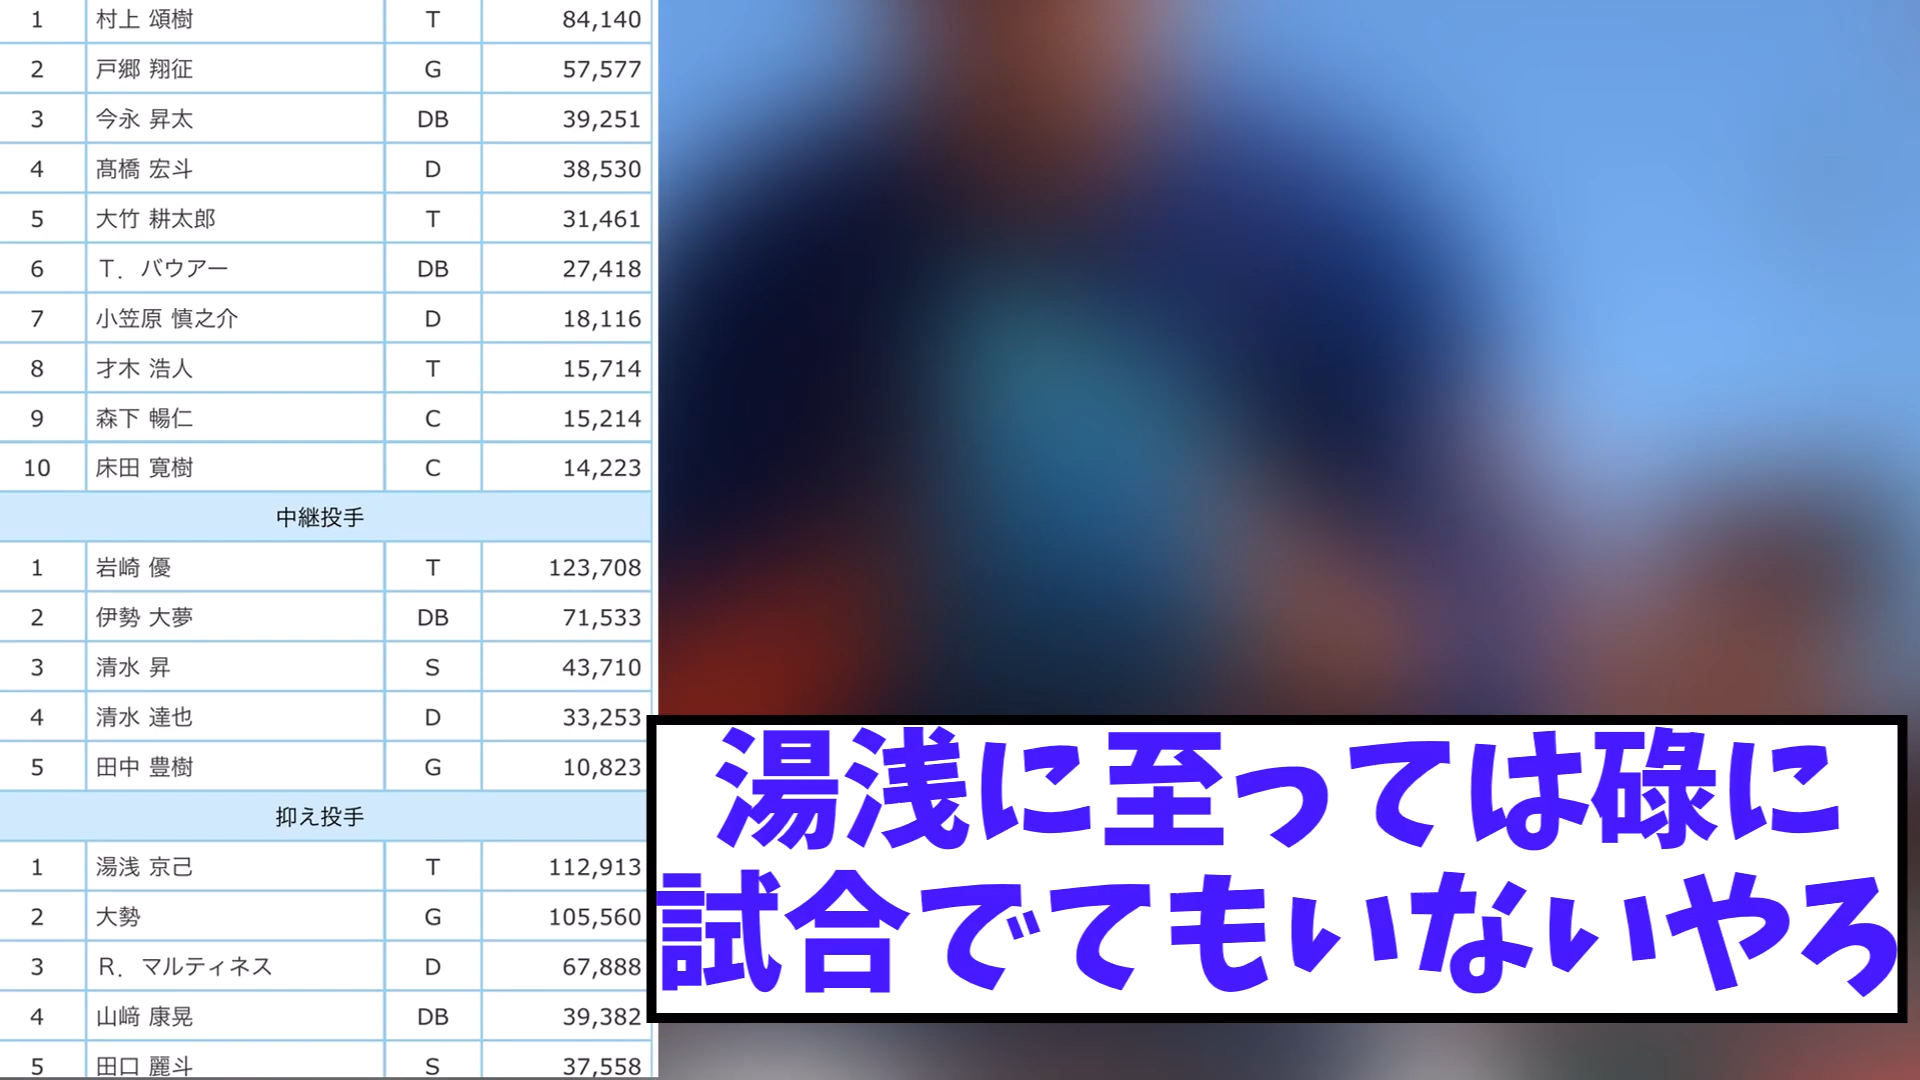 1 村上 頌樹 T 84,140
2 戸郷 翔征 G 57,577
3 今永 昇太 DB 39,251
4 髙橋 宏斗 D 38,530
5 大竹 耕太郎 T 31,461
6 Ｔ．バウアー DB 27,418
7 小笠原 慎之介 D 18,116
8 才木 浩人 T 15,714
9 森下 暢仁 C 15,214
10 床田 寛樹 C 14,223
中継投手
1 岩崎 優 T 123,708
2 伊勢 大夢 DB 71,533
3 清水 昇 S 43,710
4 清水 達也 D 33,253
5 田中 豊樹 G 10,823
抑え投手
1 湯浅 京己 T 112,913
2 大勢 G 105,560
3 Ｒ．マルティネス D 67,888
4 山﨑 康晃 DB 39,382
5 田口 麗斗 S 37,558
湯浅に至っては碌に
試合でてもいないやろ